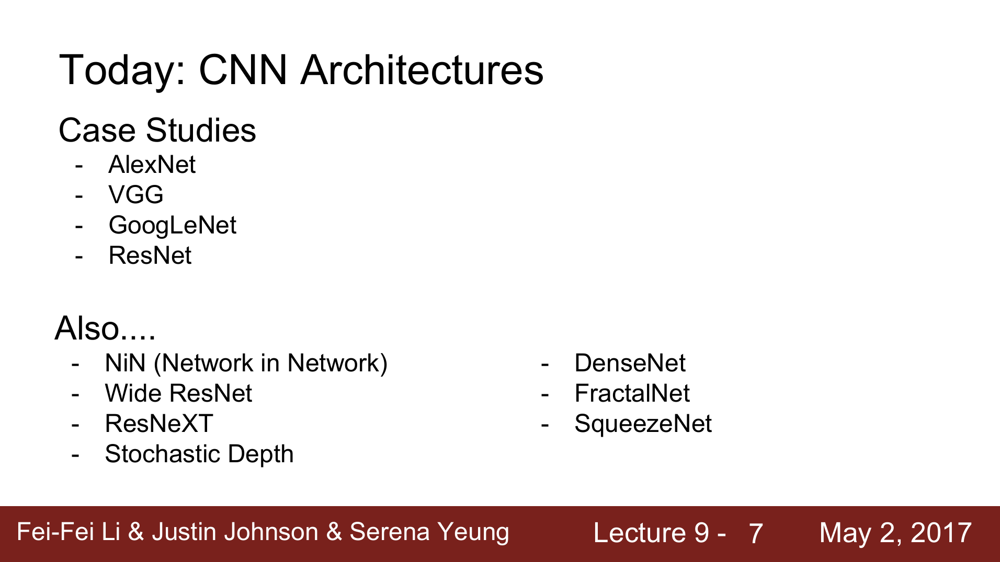 Today: CNN Architectures
Case Studies
- AlexNet
- VGG
- GoogLeNet
- ResNet
Also....
- NiN (Network in Network)
- Wide ResNet
- ResNeXT
- Stochastic Depth
- DenseNet
- FractalNet
- SqueezeNet
Fei-Fei Li & Justin Johnson & Serena Yeung
Lecture 9 - 7
May 2, 2017